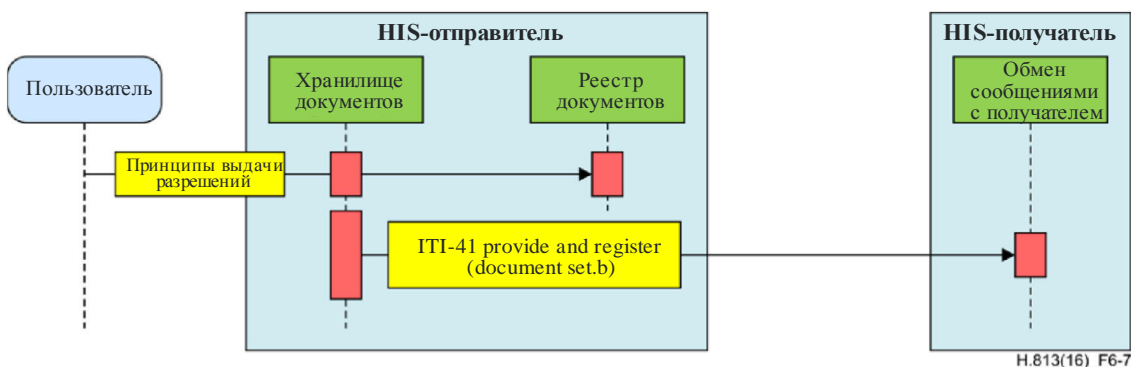 HIS-отправитель
HIS-получатель
Пользователь
Хранилище
документов
Реестр
документов
Обмен
сообщениями
с получателем
Принципы выдачи
разрешений
ITI-41 provide and register
(document set.b)
H.813(16)_F6-7